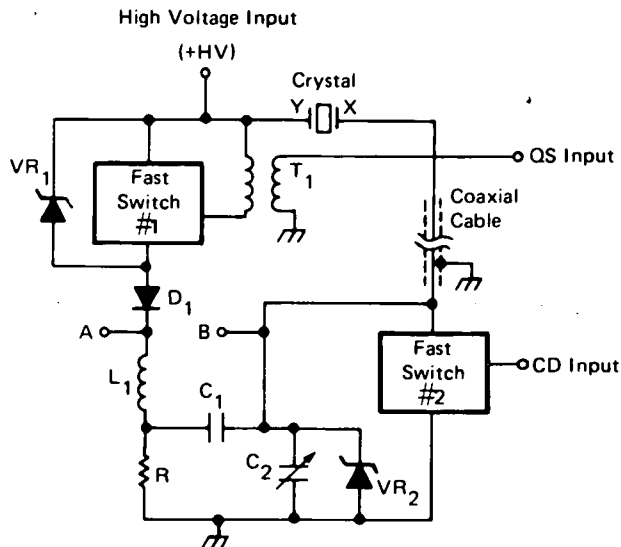 High Voltage Input
(+HV)
Crystal
Y X
VR1
Fast
Switch
#1
T1
QS Input
Coaxial
Cable
D1
A
B
Fast
Switch
#2
CD Input
L1
C1
C2
VR2
R